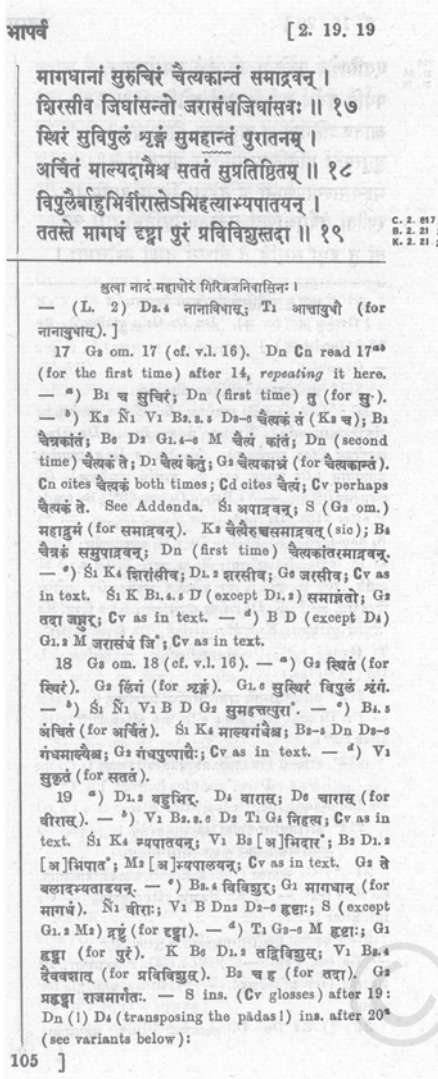 भापर्वं [ 2. 19. 19
मागधानां सुरुचिरं चैत्यकान्तं समाद्रवन् ।
शिरसीव जिघांसन्तो जरासंधजिघांसवः ॥ १७
स्थिरं सुविपुलं शृङ्गं सुमहान्तं पुरातनम् ।
अर्चितं माल्यदामैश्च सततं सुप्रतिष्ठितम् ॥ १८
विपुलैर्बाहुभिर्वीरास्तेऽभिहत्याभ्यपातयन् ।
ततस्ते मागधं दृष्ट्वा पुरं प्रविविशुस्तदा ॥ १९
C. 2. 817
B. 2. 21
K. 2. 21.
श्रुत्वा नादं महाघोरं गिरिव्रजनिवासिनः ।
— (L. 2) D3.4 नानाविधास्; T1 आत्तायुधौ (for
नानायुधास्). ]
17 G3 om. 17 (cf. v.l. 16). Dn Cn read 17ab
(for the first time) after 14, repeating it here.
— a) B1 च सुचिरं; Dn (first time) तु (for सु-).
— b) K3 Ñ1 V1 B2.3.5 D3-6 चैत्यकं तं (K3 च); B1
चैत्रकांतं; B6 D2 G1.4-6 M चैत्यं कांतं; Dn (second
time) चैत्यकं ते; D1 चैत्यं केतुं; G2 चैत्यकाम्रं (for चैत्यकान्तं).
Cn cites चैत्यकं both times; Cd cites चैत्यं; Cv perhaps
चैत्यकं ते. See Addenda. Ś1 अपाद्रवन्; S (G3 om.)
महाद्रुमं (for समाद्रवन्). K2 चैत्यैरुचसमाद्रवत् (sic); B4
चैत्रकं समुपाद्रवन्; Dn (first time) चैत्यकांतरमाद्रवन्.
— c) Ś1 K4 शिरांसीव; D1.2 शरसीव; G6 जरसीव; Cv as
in text. Ś1 K B1.4.5 D (except D1.2) समाघ्नंतो; G2
तदा जघ्नुर्; Cv as in text. — d) B D (except D4)
G1.2 M जरासंधं जि°; Cv as in text.
18 G3 om. 18 (cf. v.l. 16). — a) G2 स्थितं (for
स्थिरं). G2 लिंगं (for शृङ्गं). G1.6 सुस्थिरं विपुलं शृंगं.
— b) Ś1 Ñ1 V1 B D G2 सुमहत्तत्पुरा°. — c) B4.5
अंचितं (for अर्चितं). Ś1 K4 माल्यगंधैश्च; B3-5 Dn D3-6
गंधमाल्यैश्च; G2 गंधपुष्पाद्यैः; Cv as in text. — d) V1
सुकृतं (for सततं).
19 a) D1.2 बहुभिर्. D4 वारास्; D6 चारास् (for
वीरास्). — b) V1 B2.3.6 D2 T1 G4 निहत्य; Cv as in
text. Ś1 K4 न्यपातयन्; V1 B3 [अ]भिदार°; B2 D1.2
[अ]भिपात°; M2 [अ]भ्यपालयन्; Cv as in text. G2 ते
बलादभ्यताडयन्. — c) B3.4 विविशुर्; G1 मागधान् (for
मागधं). Ñ1 वीराः; V1 B Dn2 D3-6 हृष्टाः; S (except
G1.2 M2) द्रष्टुं (for दृष्ट्वा). — d) T1 G3-6 M हृष्टाः; G1
हृष्ट्वा (for पुरं). K B6 D1.2 तद्विविशुस्; V1 B3.4
दैववशात् (for प्रविविशुस्). B2 च ह (for तदा). G2
प्रहृष्ट्वा राजमार्गतः. — S ins. (Cv glosses) after 19:
Dn (!) D4 (transposing the pādas!) ins. after 20a
(see variants below):
105 ]